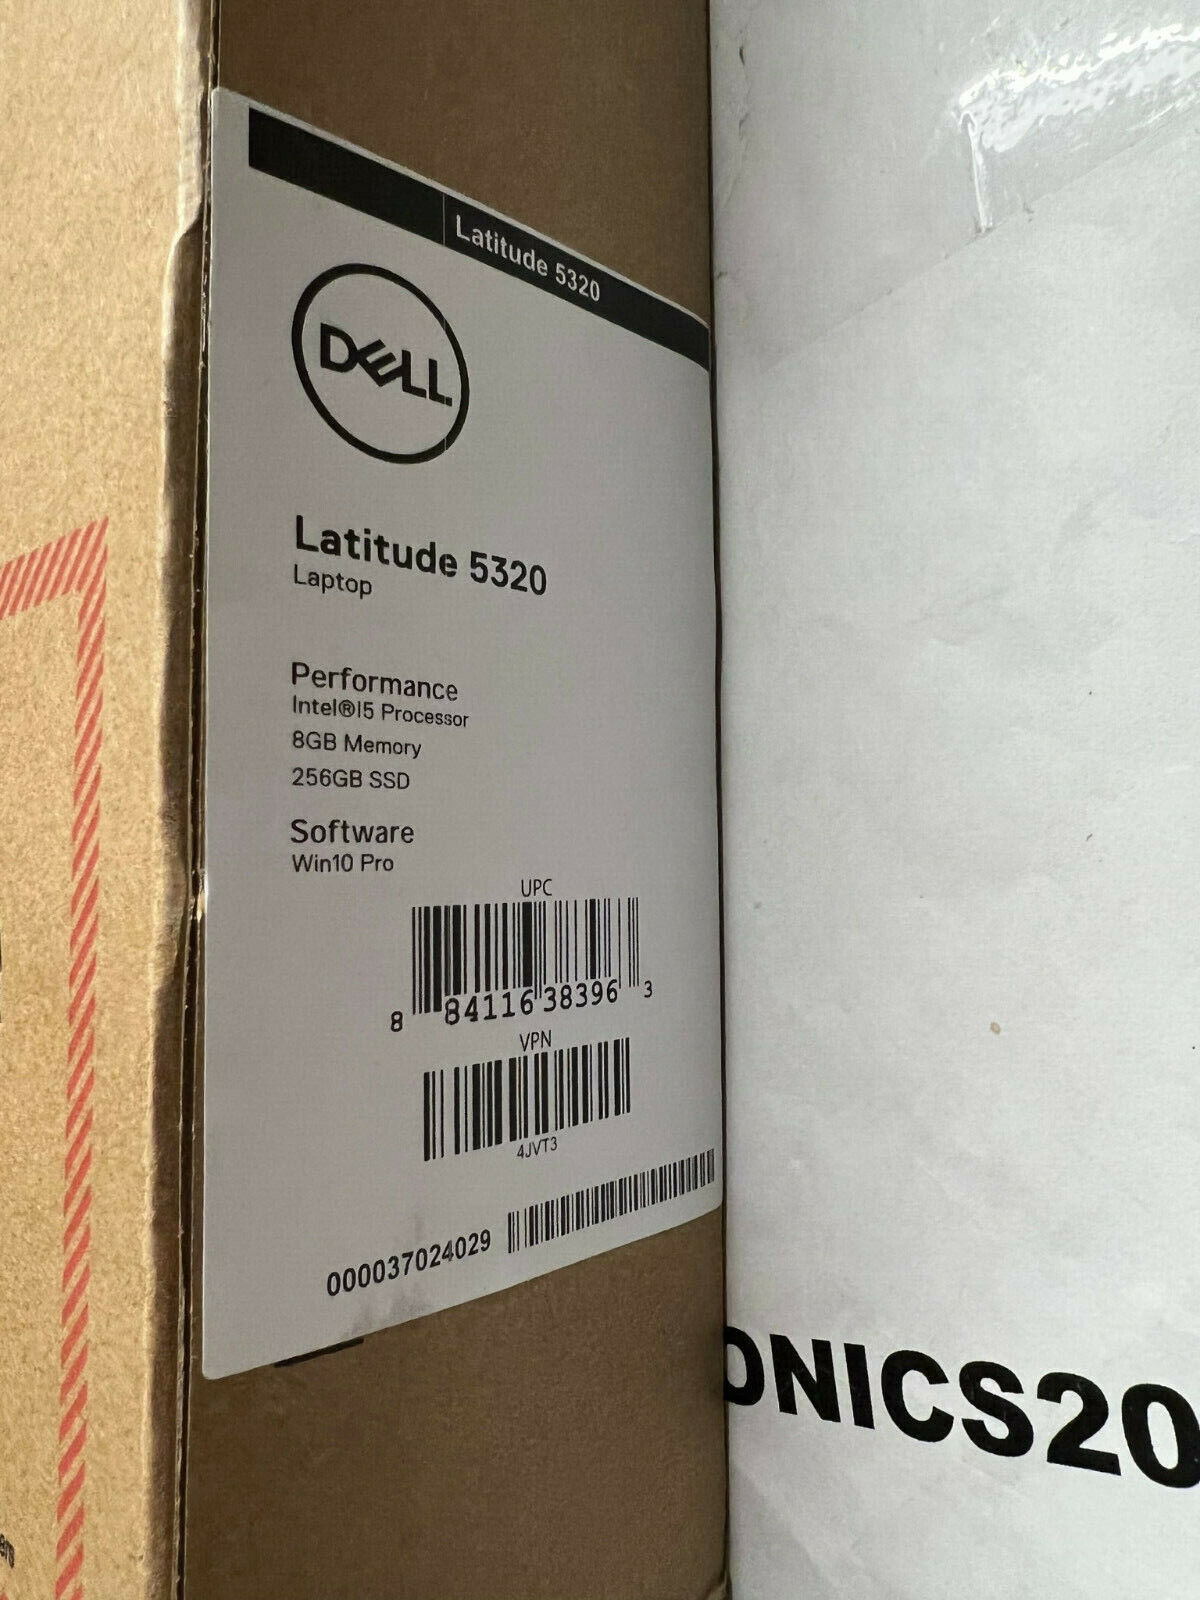 Latitude 5320
DELL
Latitude 5320
Laptop
Performance
Intel®I5 Processor
8GB Memory
256GB SSD
Software
Win10 Pro
UPC
8 84116 38396 3
VPN
4JVT3
000037024029
ONICS20